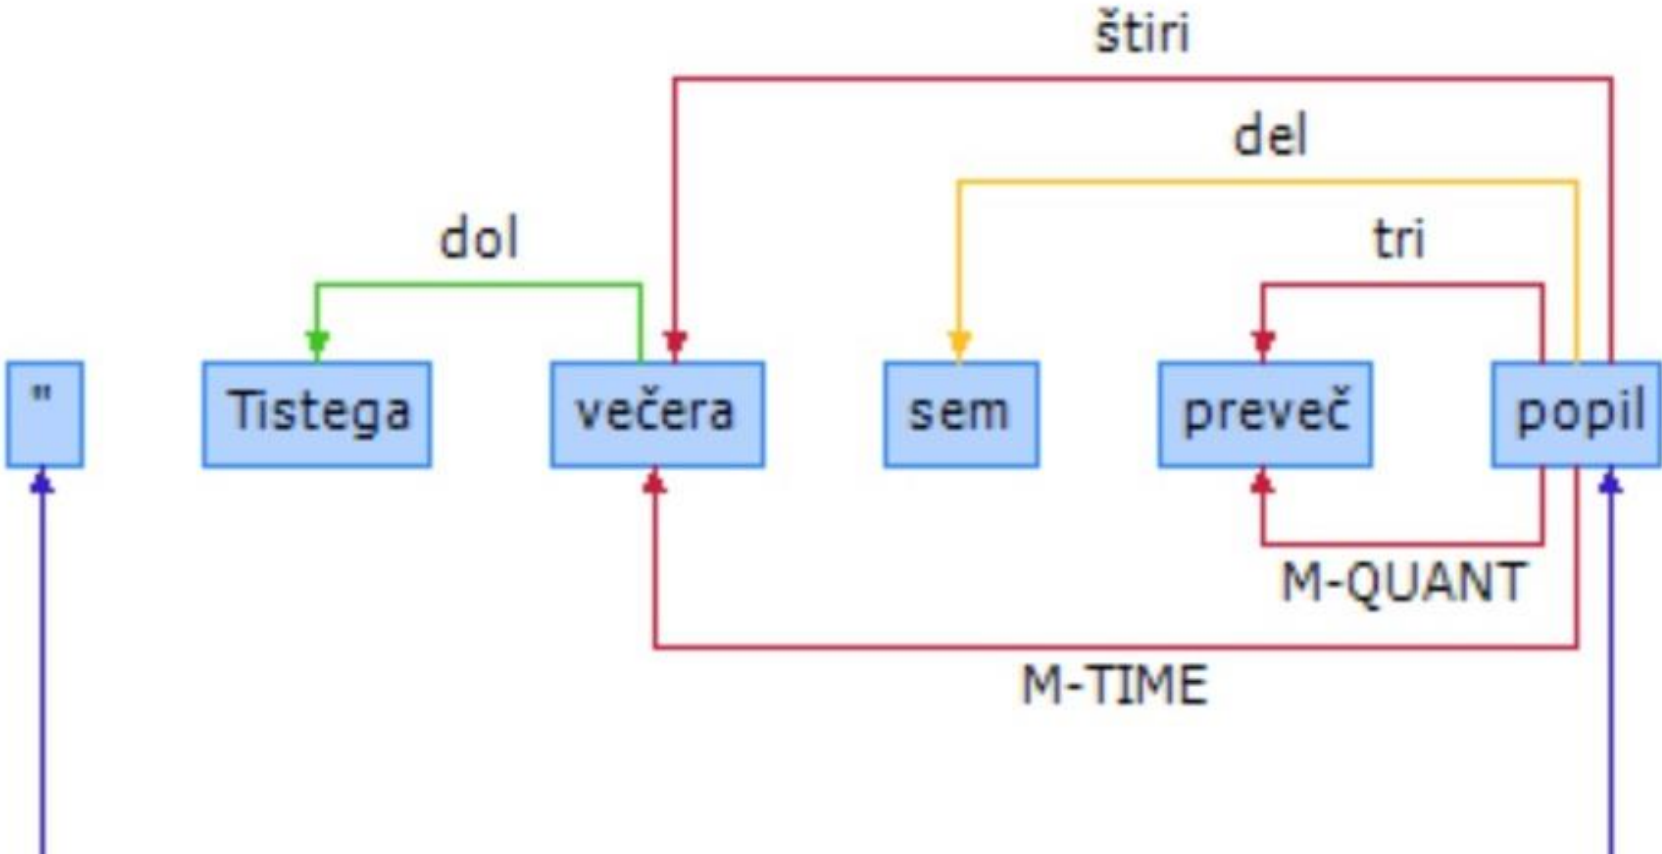 štiri
del
dol tri
" Tistega večera sem preveč popil
M-QUANT
M-TIME